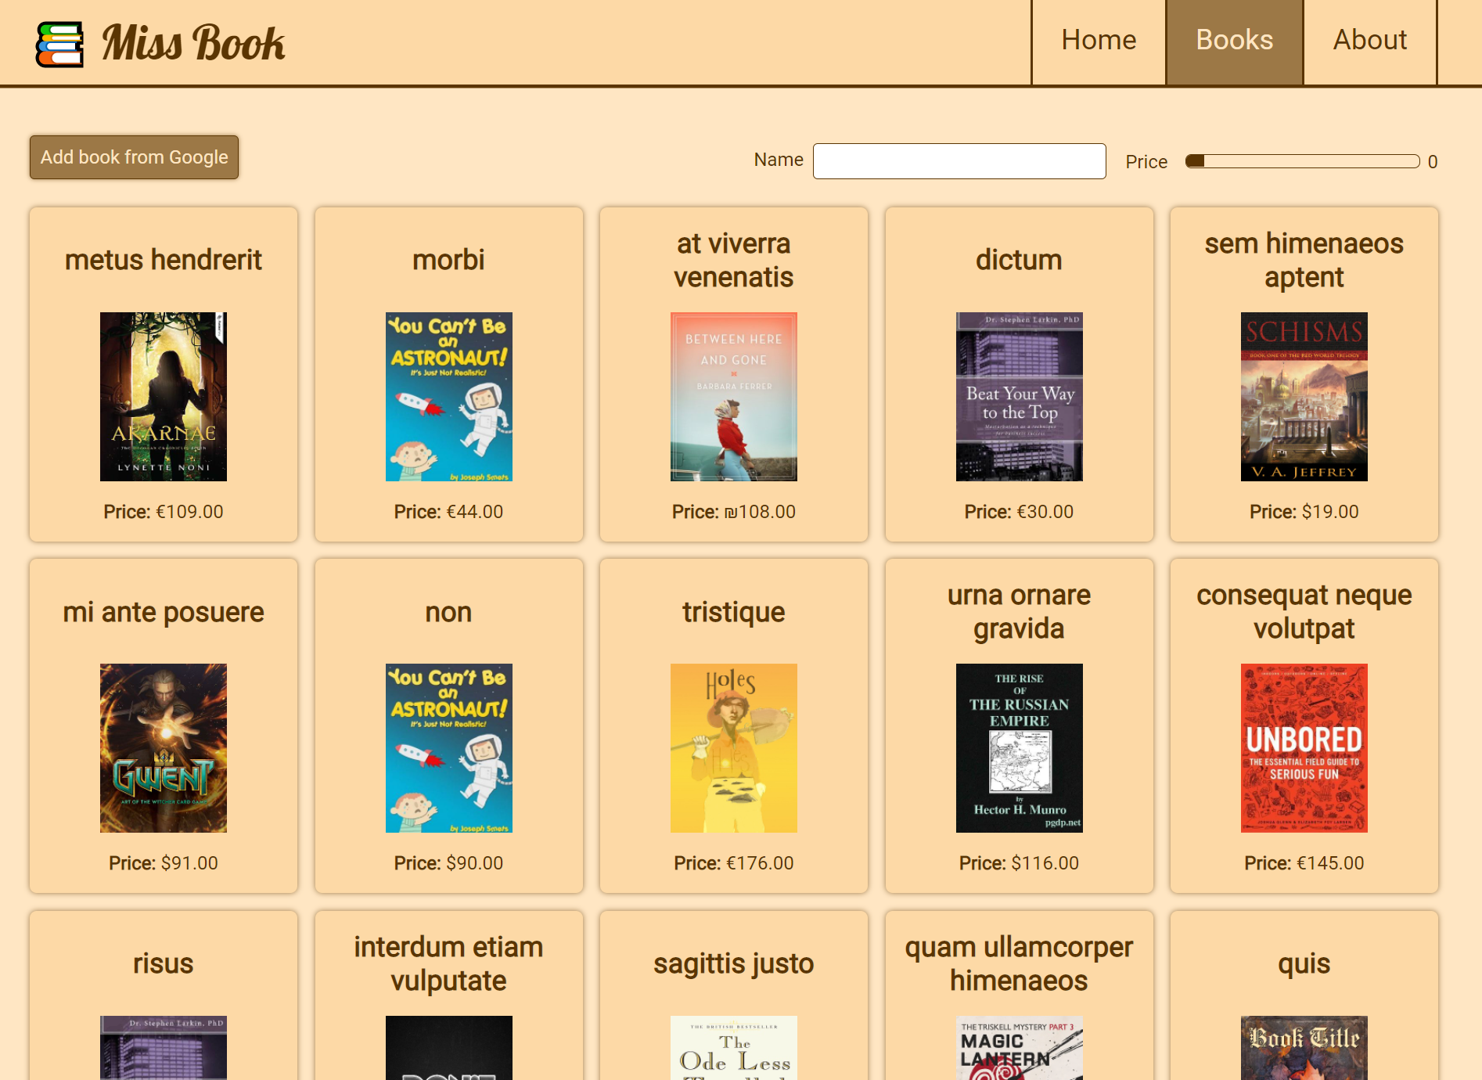 Miss Book
Home
Books
About
Add book from Google
Name
Price
0
metus hendrerit
AKARNAE
LYNETTE NONI
Price: €109.00
morbi
You Can't Be
an
ASTRONAUT!
It's Just Not Realistic!
by Joseph Smets
Price: €44.00
at viverra
venenatis
BETWEEN HERE
AND GONE
BARBARA FERRER
Price: ₪108.00
dictum
Dr. Stephen Larkin, PhD
Beat Your Way
to the Top
Price: €30.00
sem himenaeos
aptent
SCHISMS
BOOK ONE OF THE RED WORLD TRILOGY
V. A. JEFFREY
Price: $19.00
mi ante posuere
GWENT
ART OF THE WITCHER CARD GAME
Price: $91.00
non
You Can't Be
an
ASTRONAUT!
It's Just Not Realistic!
by Joseph Smets
Price: $90.00
tristique
Holes
Price: €176.00
urna ornare
gravida
THE RISE
OF
THE RUSSIAN
EMPIRE
by
Hector H. Munro
pgdp.net
Price: $116.00
consequat neque
volutpat
UNBORED
THE ESSENTIAL FIELD GUIDE TO
SERIOUS FUN
Price: €145.00
risus
Dr. Stephen Larkin, PhD
interdum etiam
vulputate
sagittis justo
THE BRITISH BESTSELLER
The
Ode Less
quam ullamcorper
himenaeos
THE TRISKELL MYSTERY PART 3
MAGIC
LANTERN
quis
Book Title